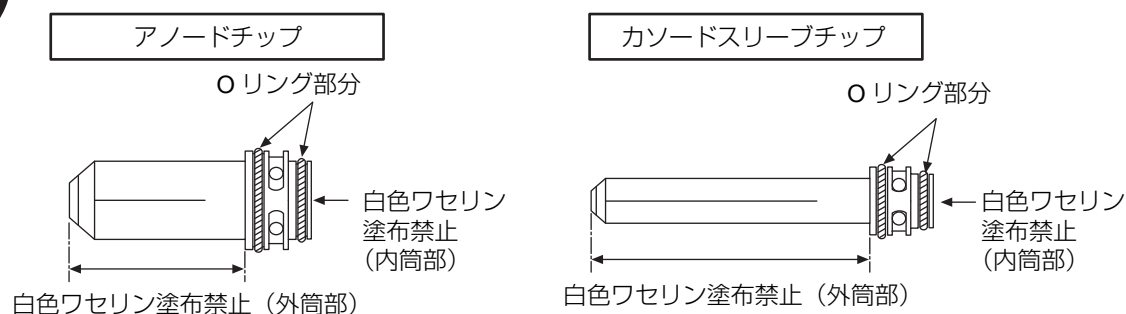 アノードチップ
O リング部分
白色ワセリン
塗布禁止
（内筒部）
白色ワセリン塗布禁止（外筒部）
カソードスリーブチップ
O リング部分
白色ワセリン
塗布禁止
（内筒部）
白色ワセリン塗布禁止（外筒部）